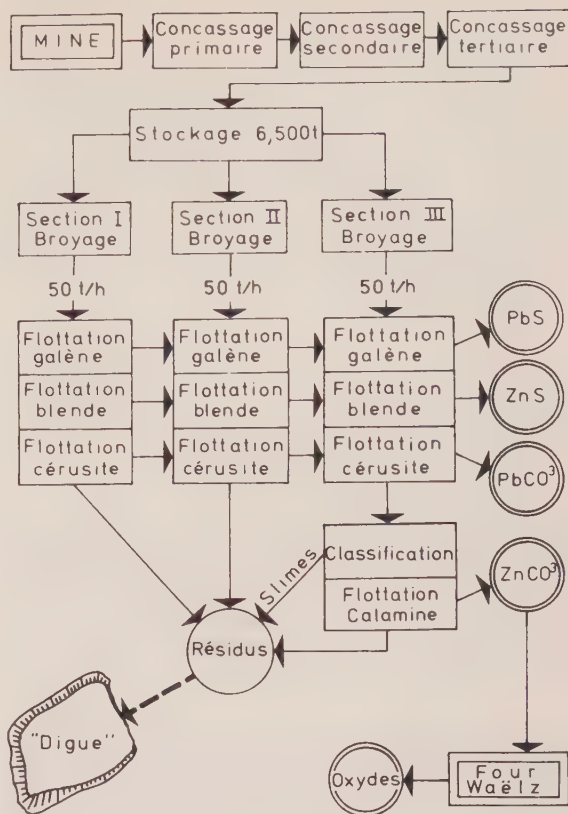 MINE
Concassage
primaire
Concassage
secondaire
Concassage
tertiaire
Stockage 6,500t
Section I
Broyage
Section II
Broyage
Section III
Broyage
50 t/h
50 t/h
50 t/h
Flottation
galène
Flottation
galène
Flottation
galène
PbS
Flottation
blende
Flottation
blende
Flottation
blende
ZnS
Flottation
cérusite
Flottation
cérusite
Flottation
cérusite
PbCO³
Slimes
Classification
ZnCO³
Flottation
Calamine
Résidus
"Digue"
Oxydes
Four
Waëlz